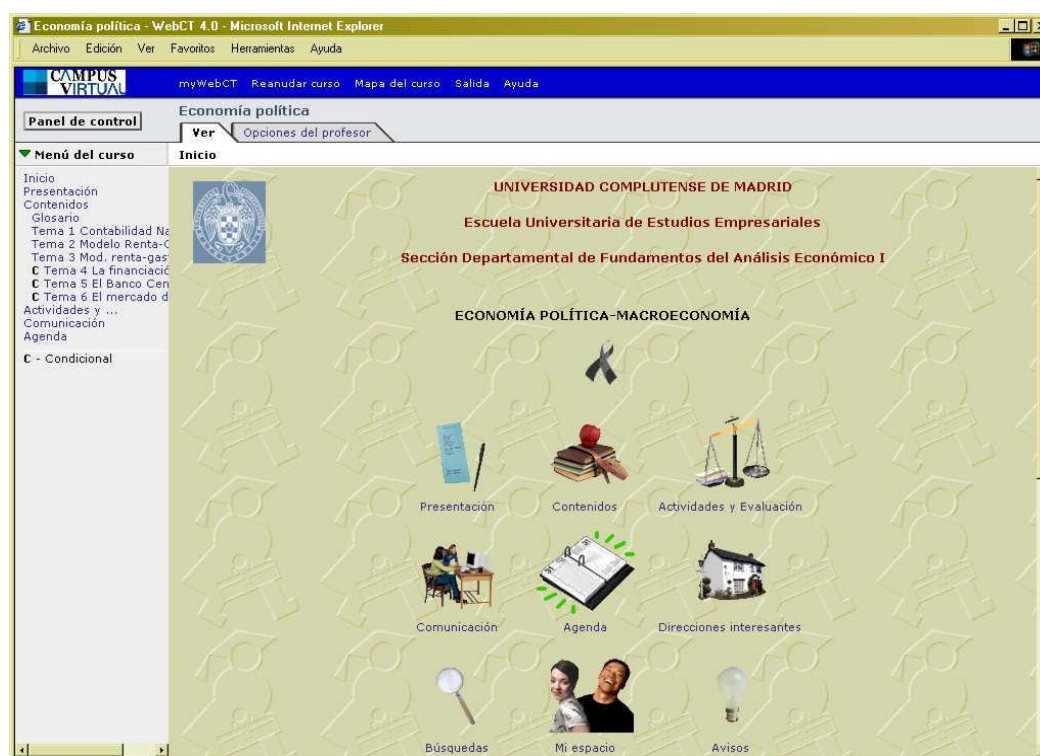 Economía política - WebCT 4.0 - Microsoft Internet Explorer
Archivo Edición Ver Favoritos Herramientas Ayuda
CAMPUS VIRTUAL
myWebCT Reanudar curso Mapa del curso Salida Ayuda
Panel de control
Economía política
Ver Opciones del profesor
Menú del curso
Inicio
Inicio
Presentación
Contenidos
Glosario
Tema 1 Contabilidad Na
Tema 2 Modelo Renta-G
Tema 3 Mod. renta-gas
C Tema 4 La financiació
C Tema 5 El Banco Cen
C Tema 6 El mercado d
Actividades y ...
Comunicación
Agenda
C - Condicional
UNIVERSIDAD COMPLUTENSE DE MADRID
Escuela Universitaria de Estudios Empresariales
Sección Departamental de Fundamentos del Análisis Económico I
ECONOMÍA POLÍTICA-MACROECONOMÍA
Presentación Contenidos Actividades y Evaluación
Comunicación Agenda Direcciones interesantes
Búsquedas Mi espacio Avisos